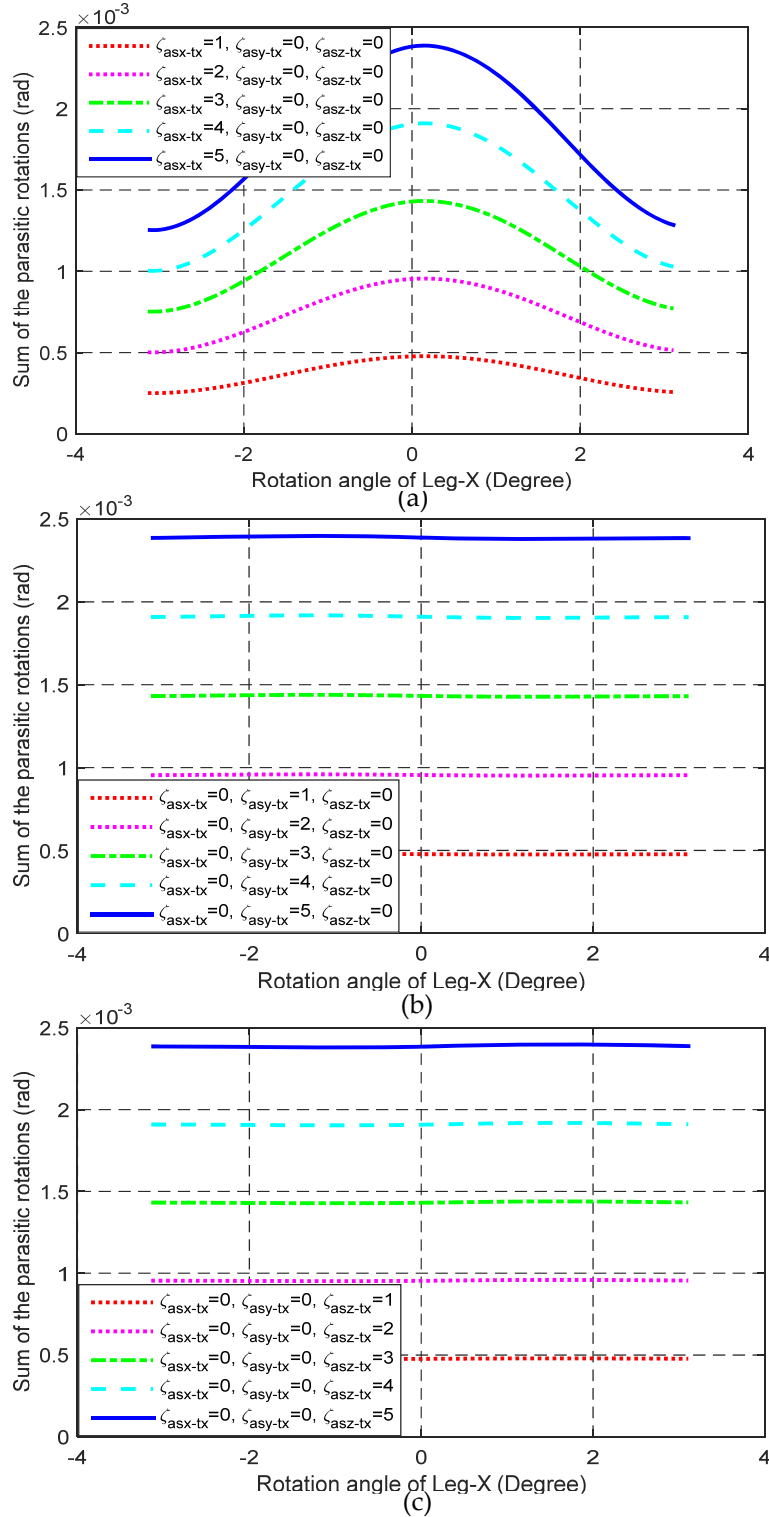 ×10-3
Sum of the parasitic rotations (rad)
2.5
2
1.5
1
0.5
0
ζasx-tx=1, ζasy-tx=0, ζasz-tx=0
ζasx-tx=2, ζasy-tx=0, ζasz-tx=0
ζasx-tx=3, ζasy-tx=0, ζasz-tx=0
ζasx-tx=4, ζasy-tx=0, ζasz-tx=0
ζasx-tx=5, ζasy-tx=0, ζasz-tx=0
-4 -2 0 2 4
Rotation angle of Leg-X (Degree)
(a)
×10-3
Sum of the parasitic rotations (rad)
2.5
2
1.5
1
0.5
0
ζasx-tx=0, ζasy-tx=1, ζasz-tx=0
ζasx-tx=0, ζasy-tx=2, ζasz-tx=0
ζasx-tx=0, ζasy-tx=3, ζasz-tx=0
ζasx-tx=0, ζasy-tx=4, ζasz-tx=0
ζasx-tx=0, ζasy-tx=5, ζasz-tx=0
-4 -2 0 2 4
Rotation angle of Leg-X (Degree)
(b)
×10-3
Sum of the parasitic rotations (rad)
2.5
2
1.5
1
0.5
0
ζasx-tx=0, ζasy-tx=0, ζasz-tx=1
ζasx-tx=0, ζasy-tx=0, ζasz-tx=2
ζasx-tx=0, ζasy-tx=0, ζasz-tx=3
ζasx-tx=0, ζasy-tx=0, ζasz-tx=4
ζasx-tx=0, ζasy-tx=0, ζasz-tx=5
-4 -2 0 2 4
Rotation angle of Leg-X (Degree)
(c)